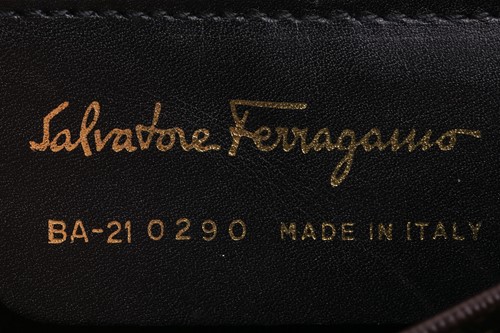 Salvatore Ferragamo
BA-21 0290 MADE IN ITALY